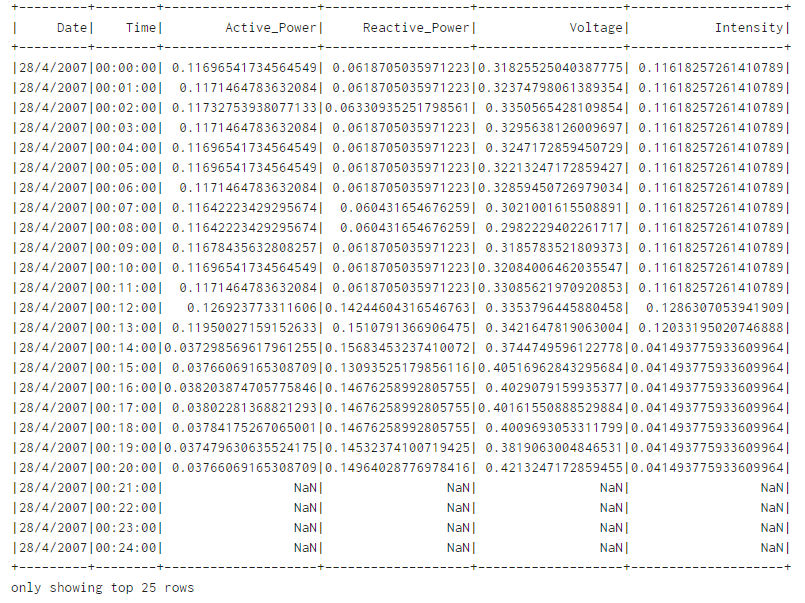 +---------+--------+--------------------+-------------------+-------------------+--------------------+
|     Date|    Time|        Active_Power|     Reactive_Power|            Voltage|           Intensity|
+---------+--------+--------------------+-------------------+-------------------+--------------------+
|28/4/2007|00:00:00| 0.11696541734564549| 0.0618705035971223|0.31825525040387775| 0.11618257261410789|
|28/4/2007|00:01:00|  0.1171464783632084| 0.0618705035971223|0.32374798061389354| 0.11618257261410789|
|28/4/2007|00:02:00| 0.11732753938077133|0.06330935251798561| 0.3350565428109854| 0.11618257261410789|
|28/4/2007|00:03:00|  0.1171464783632084| 0.0618705035971223| 0.3295638126009697| 0.11618257261410789|
|28/4/2007|00:04:00| 0.11696541734564549| 0.0618705035971223| 0.3247172859450729| 0.11618257261410789|
|28/4/2007|00:05:00| 0.11696541734564549| 0.0618705035971223|0.32213247172859427| 0.11618257261410789|
|28/4/2007|00:06:00|  0.1171464783632084| 0.0618705035971223|0.32859450726979034| 0.11618257261410789|
|28/4/2007|00:07:00| 0.11642223429295674|  0.060431654676259| 0.3021001615508891| 0.11618257261410789|
|28/4/2007|00:08:00| 0.11642223429295674|  0.060431654676259| 0.2982229402261717| 0.11618257261410789|
|28/4/2007|00:09:00| 0.11678435632808257| 0.0618705035971223| 0.3185783521809373| 0.11618257261410789|
|28/4/2007|00:10:00| 0.11696541734564549| 0.0618705035971223|0.32084006462035547| 0.11618257261410789|
|28/4/2007|00:11:00|  0.1171464783632084| 0.0618705035971223|0.33085621970920853| 0.11618257261410789|
|28/4/2007|00:12:00|   0.126923773311606|0.14244604316546763| 0.3353796445880458|  0.1286307053941909|
|28/4/2007|00:13:00| 0.11950027159152633| 0.1510791366906475| 0.3421647819063004| 0.12033195020746888|
|28/4/2007|00:14:00|0.037298569617961255|0.15683453237410072| 0.3744749596122778|0.041493775933609964|
|28/4/2007|00:15:00| 0.03766069165308709|0.13093525179856116|0.40516962843295684|0.041493775933609964|
|28/4/2007|00:16:00|0.038203874705775846|0.14676258992805755| 0.4029079159935377|0.041493775933609964|
|28/4/2007|00:17:00| 0.03802281368821293|0.14676258992805755|0.40161550888529884|0.041493775933609964|
|28/4/2007|00:18:00| 0.03784175267065001|0.14676258992805755| 0.4009693053311799|0.041493775933609964|
|28/4/2007|00:19:00|0.037479630635524175|0.14532374100719425| 0.3819063004846531|0.041493775933609964|
|28/4/2007|00:20:00| 0.03766069165308709|0.14964028776978416| 0.4213247172859455|0.041493775933609964|
|28/4/2007|00:21:00|                 NaN|                NaN|                NaN|                 NaN|
|28/4/2007|00:22:00|                 NaN|                NaN|                NaN|                 NaN|
|28/4/2007|00:23:00|                 NaN|                NaN|                NaN|                 NaN|
|28/4/2007|00:24:00|                 NaN|                NaN|                NaN|                 NaN|
+---------+--------+--------------------+-------------------+-------------------+--------------------+
only showing top 25 rows